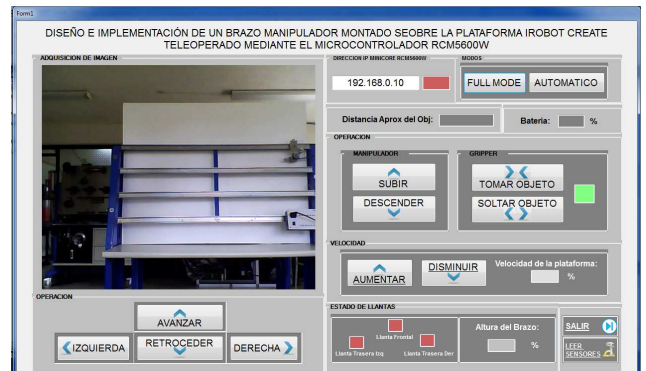 Form1
DISEÑO E IMPLEMENTACIÓN DE UN BRAZO MANIPULADOR MONTADO SEOBRE LA PLATAFORMA IROBOT CREATE
TELEOPERADO MEDIANTE EL MICROCONTROLADOR RCM5600W
ADQUISICION DE IMAGEN
DIRECCION IP MINICORE RCM5600W
MODOS
192.168.0.10
FULL MODE
AUTOMATICO
Distancia Aprox del Obj:
Bateria:
%
OPERACION
MANIPULADOR
GRIPPER
SUBIR
TOMAR OBJETO
DESCENDER
SOLTAR OBJETO
VELOCIDAD
AUMENTAR
DISMINUIR
Velocidad de la plataforma:
%
OPERACION
AVANZAR
IZQUIERDA
RETROCEDER
DERECHA
ESTADO DE LLANTAS
Llanta Frontal
Llanta Trasera Izq
Llanta Trasera Der
Altura del Brazo:
%
SALIR
LEER
SENSORES